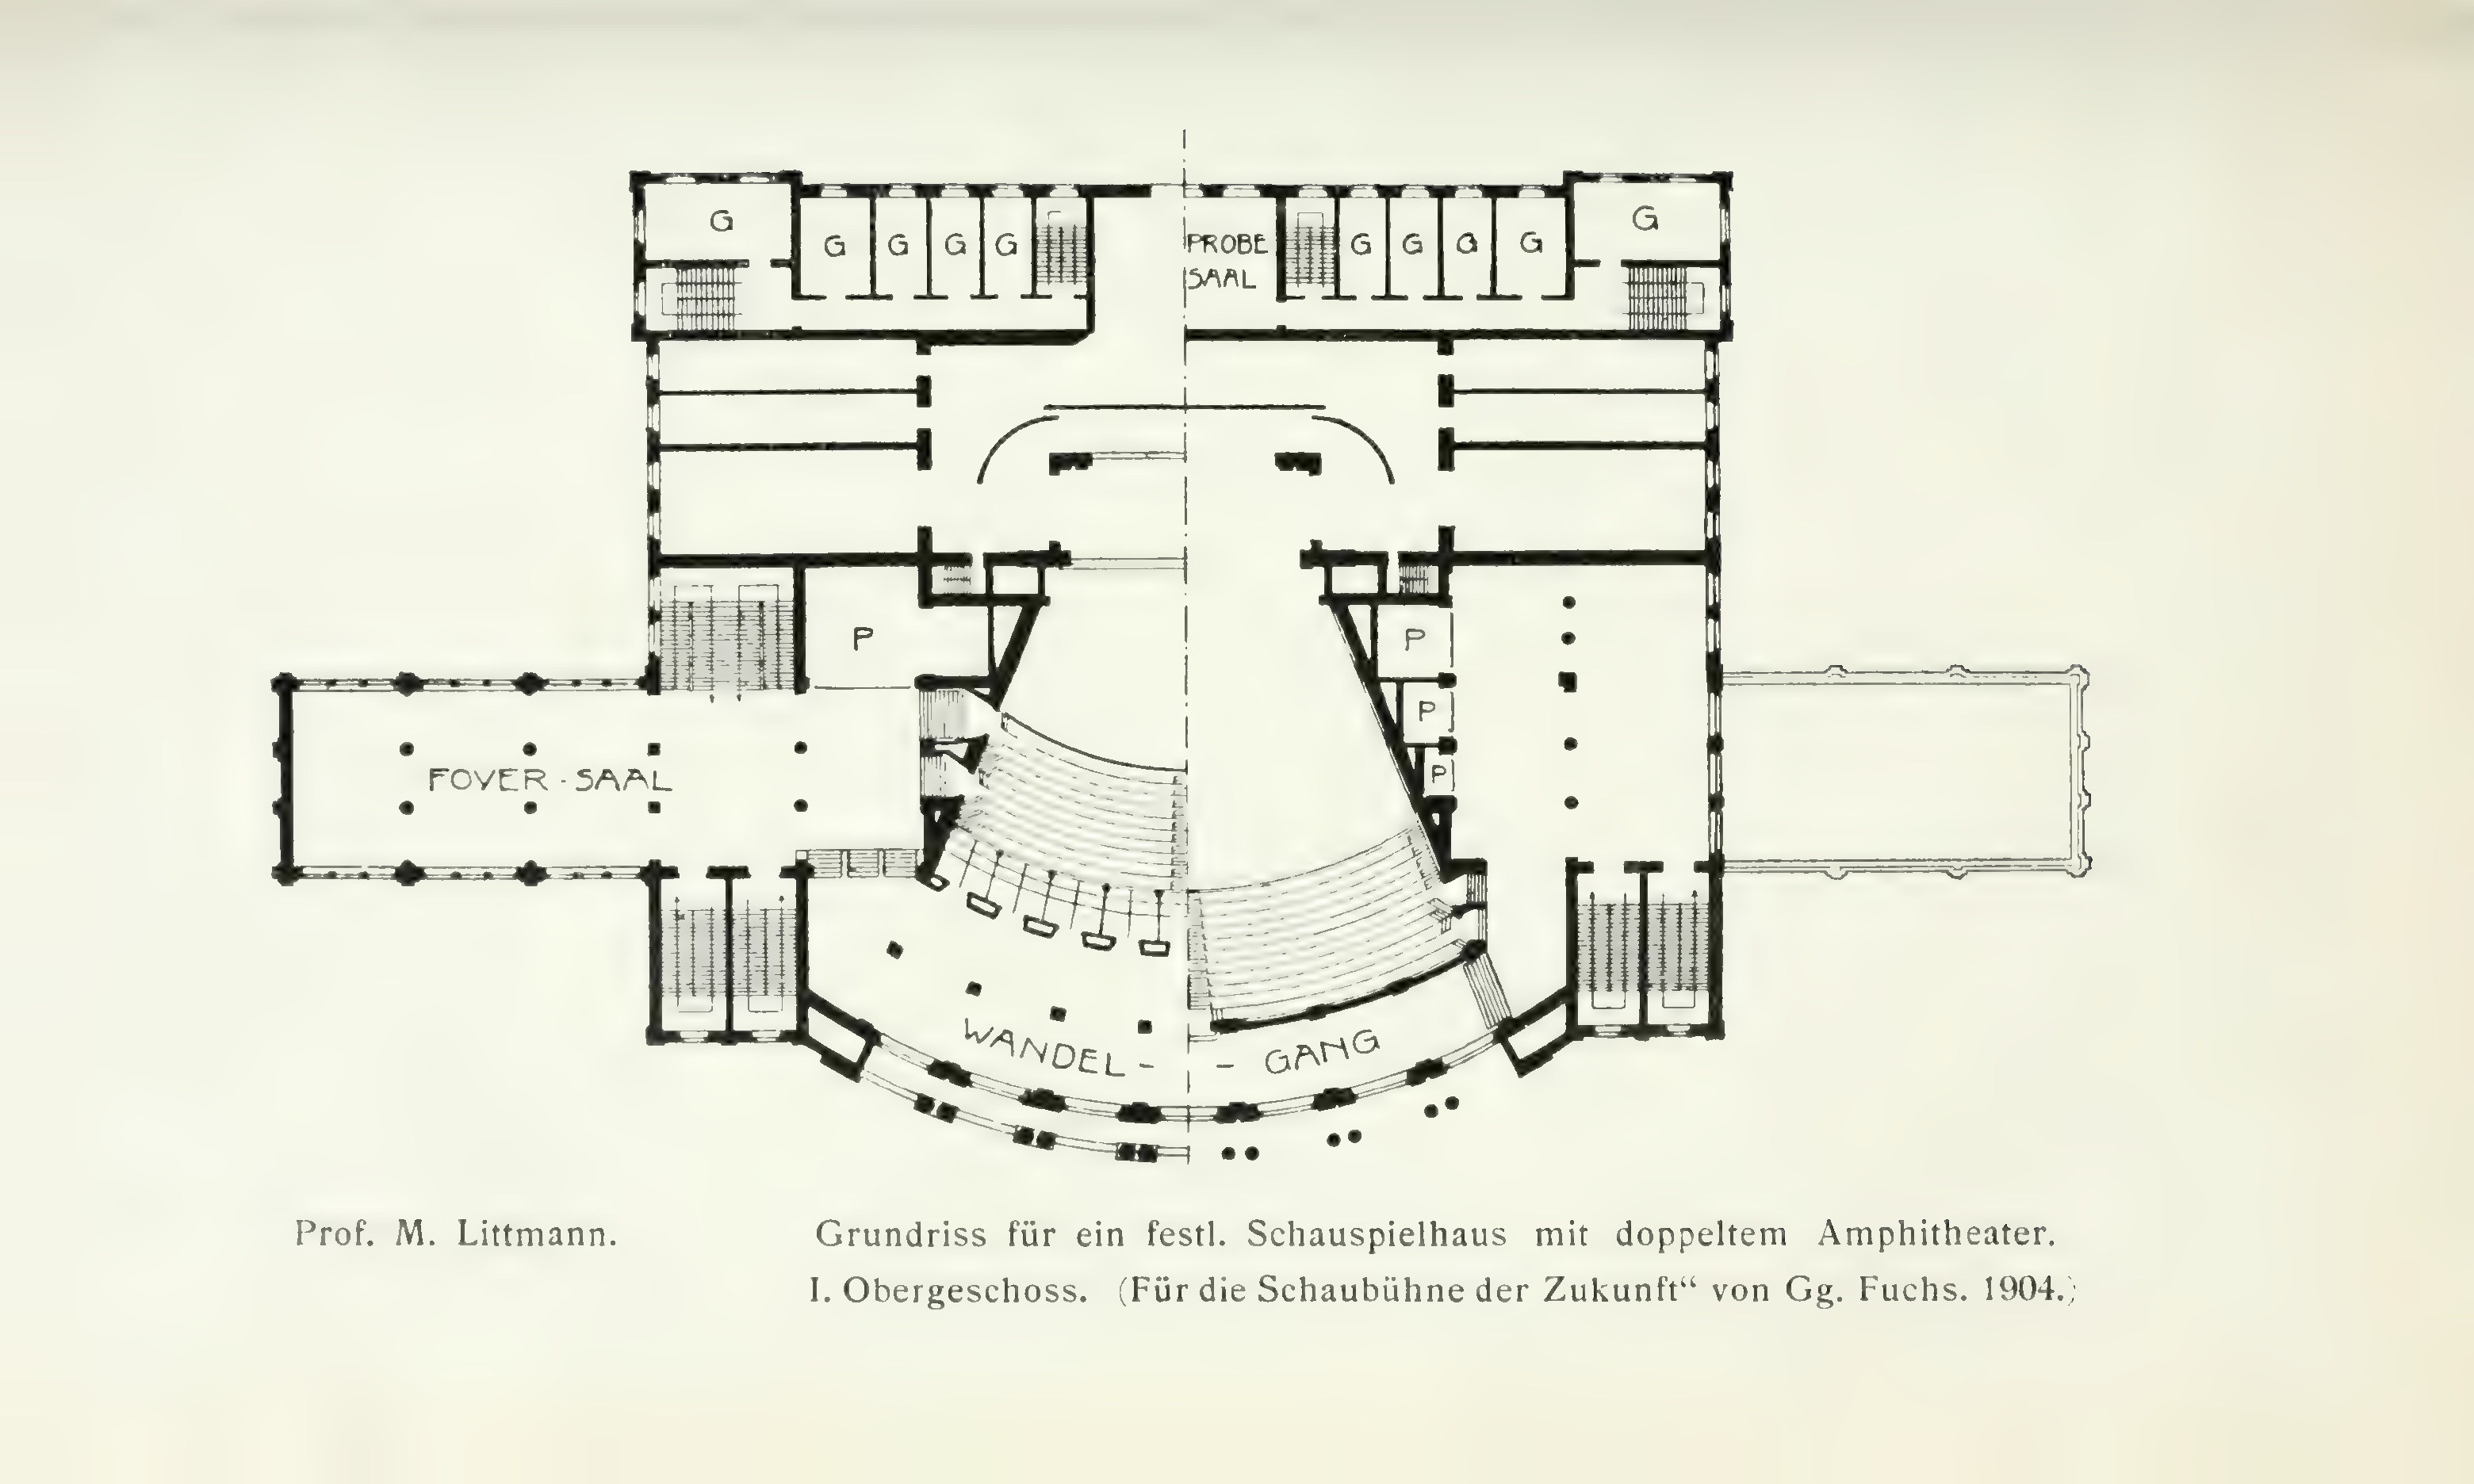 G
G
G G G G
PROBE
SAAL
G G G G
G
P
P
P
P
FOYER - SAAL
WANDEL - - GANG
Prof. M. Littmann.
Grundriss für ein festl. Schauspielhaus mit doppeltem Amphitheater.
I. Obergeschoss. (Für die Schaubühne der Zukunft“ von Gg. Fuchs. 1904.)